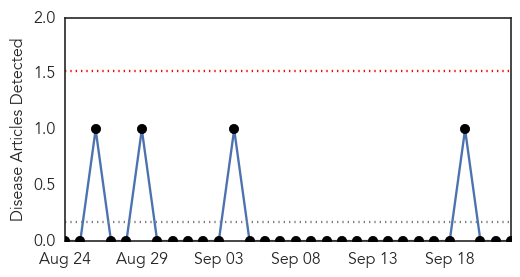 2.0
1.5
1.0
0.5
0.0
Disease Articles Detected
Aug 24
Aug 29
Sep 03
Sep 08
Sep 13
Sep 18